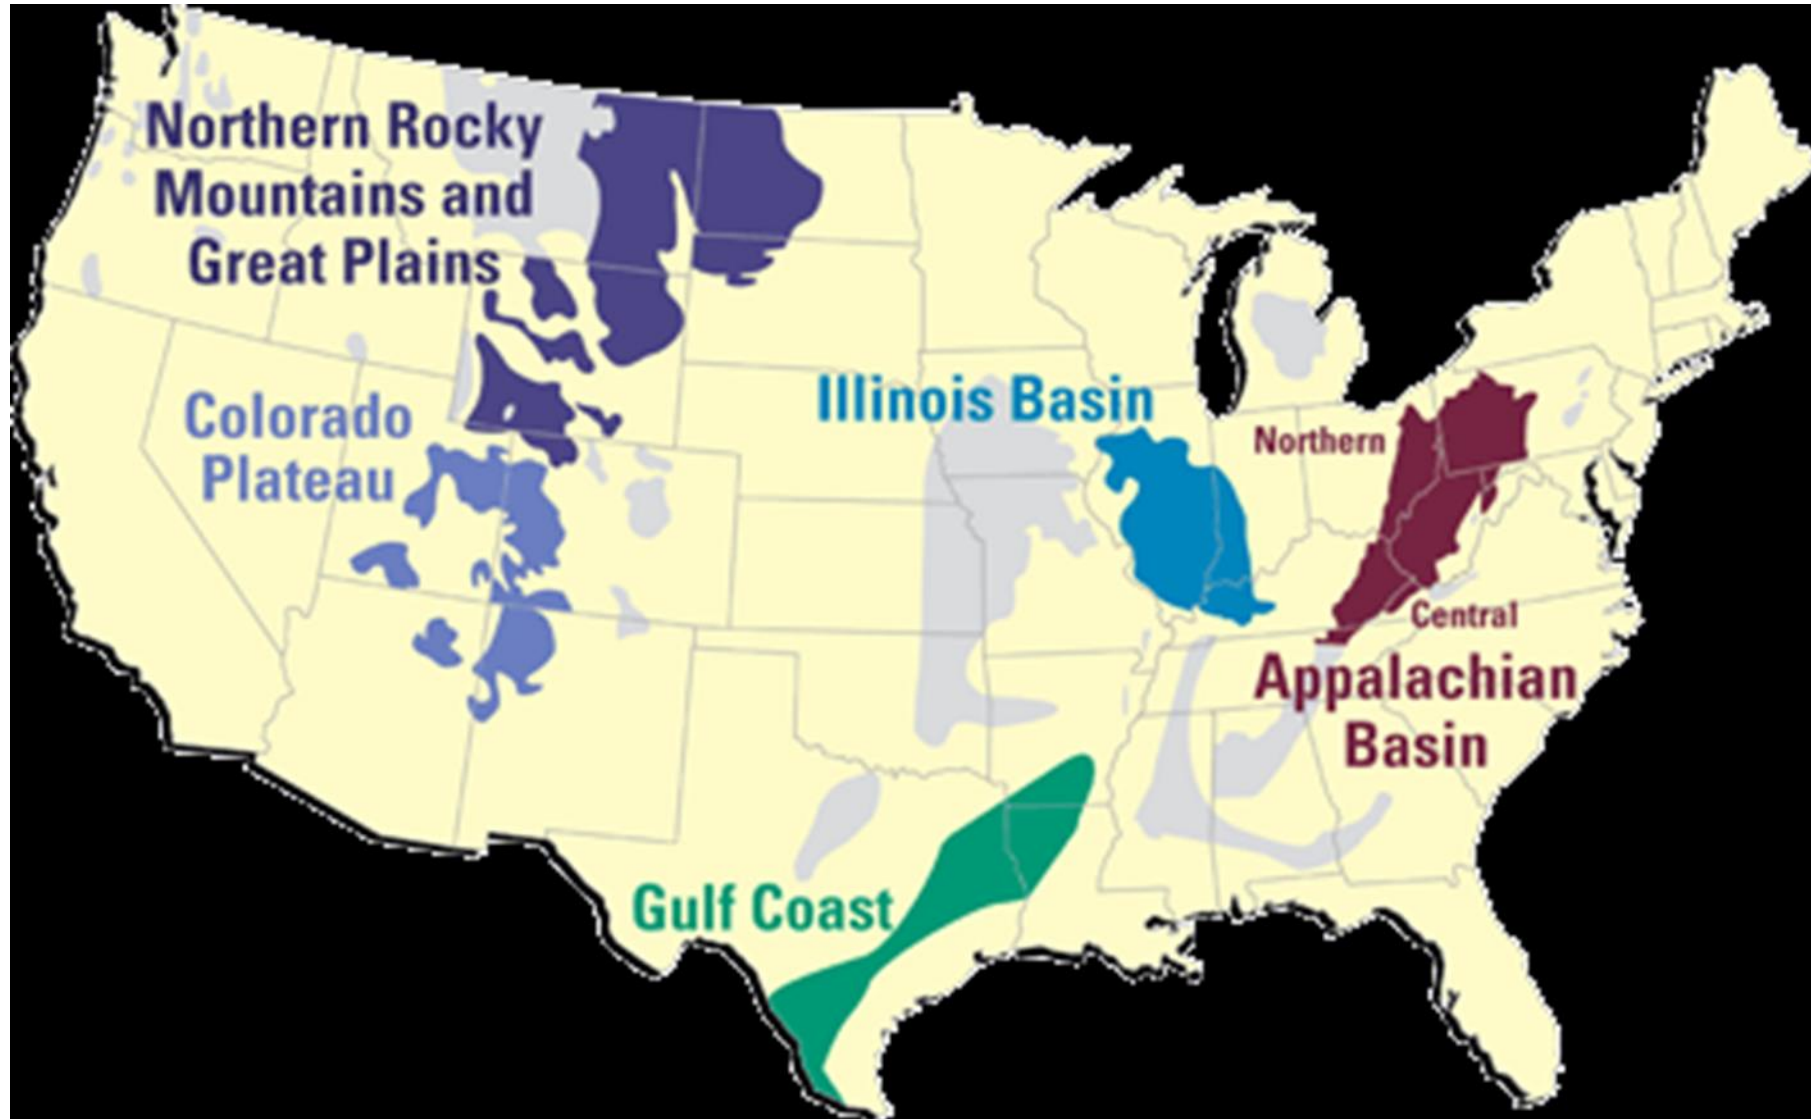 Northern Rocky
Mountains and
Great Plains
Colorado
Plateau
Illinois Basin
Northern
Central
Appalachian
Basin
Gulf Coast